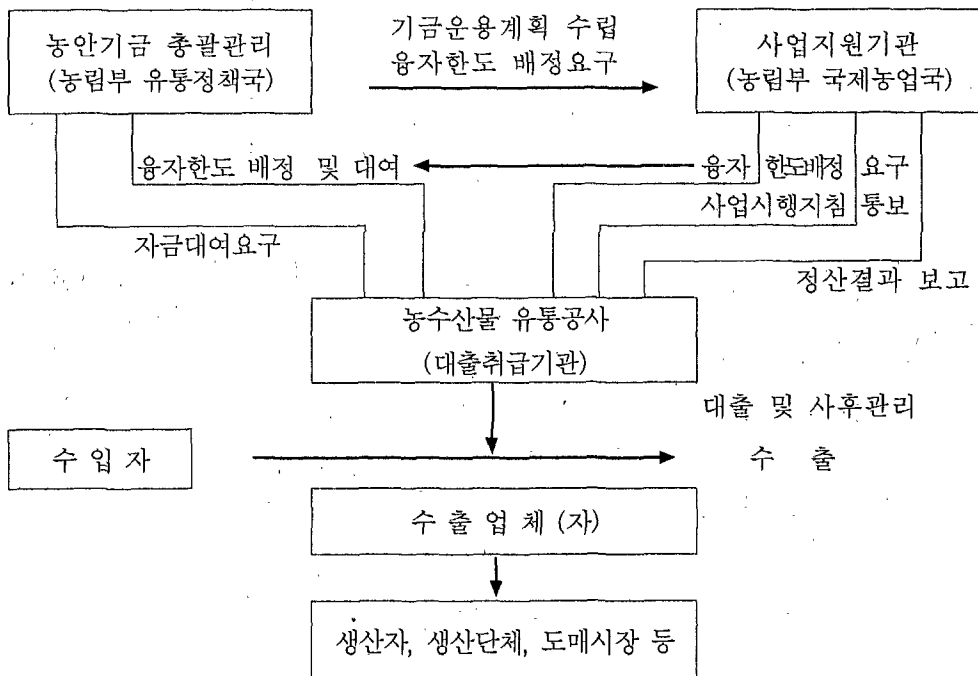 농안기금 총괄관리
(농림부 유통정책국)
기금운용계획 수립
융자한도 배정요구
사업지원기관
(농림부 국제농업국)
융자한도 배정 및 대여
융자 한도배정 요구
사업시행지침 통보
자금대여요구
정산결과 보고
농수산물 유통공사
(대출취급기관)
대출 및 사후관리
수입자
수 출
수출업체(자)
생산자, 생산단체, 도매시장 등